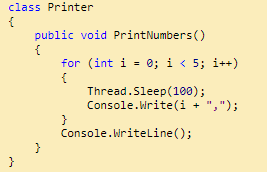 class Printer
{
    public void PrintNumbers()
    {
        for (int i = 0; i < 5; i++)
        {
            Thread.Sleep(100);
            Console.Write(i + ",");
        }
        Console.WriteLine();
    }
}